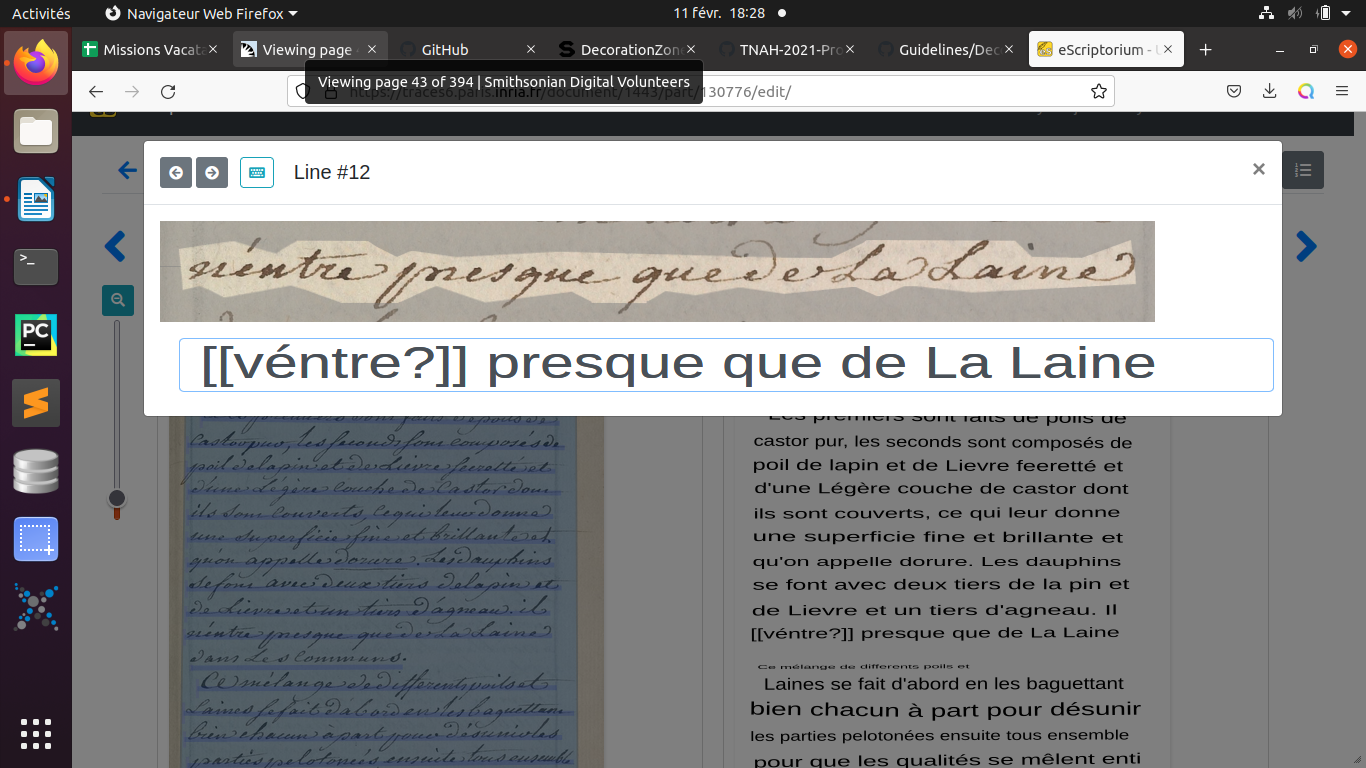 Activités
Navigateur Web Firefox
11 févr. 18:28
Missions Vacata
Viewing page 4
GitHub
DecorationZone
TNAH-2021-Pro
Guidelines/Dec
eScriptorium - 
Viewing page 43 of 394 | Smithsonian Digital Volunteers
https://traces6.paris.inria.fr/document/1443/part/130776/edit/
Line #12
n'éntre presque que de La Laine
[[véntre?]] presque que de La Laine
castor pur, les seconds sont composés de
poil de lapin et de Lievre feeretté et
d'une Légère couche de Castor dont
ils sont couverts, ce qui leur donne
une superficie fine et brillante et
qu'on appelle dorure. Les dauphins
se font avec deux tiers de lapin et
de Lievre et un tiers d'agneau. il
n'éntre presque que de La Laine
dans Les Communs.
Ce mélange de differents poils et
Laines se fait d'abord en les baguettant
bien chacun a part pour désunir les
parties pelotonées ensuite tous ensemble
Les premiers sont faits de poils de
castor pur, les seconds sont composés de
poil de lapin et de Lievre feeretté et
d'une Légère couche de castor dont
ils sont couverts, ce qui leur donne
une superficie fine et brillante et
qu'on appelle dorure. Les dauphins
se font avec deux tiers de la pin et
de Lievre et un tiers d'agneau. Il
[[véntre?]] presque que de La Laine
Ce mélange de differents poils et
Laines se fait d'abord en les baguettant
bien chacun à part pour désunir
les parties pelotonées ensuite tous ensemble
pour que les qualités se mêlent enti
>_
PC